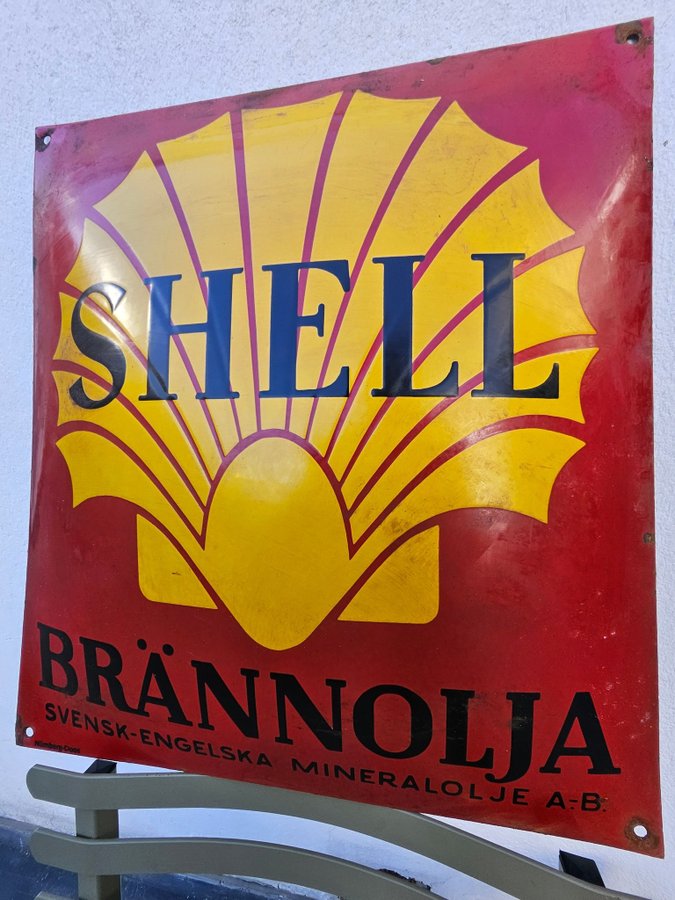 SHELL
BRÄNNOLJA
SVENSK-ENGELSKA MINERALOLJE A.-B.